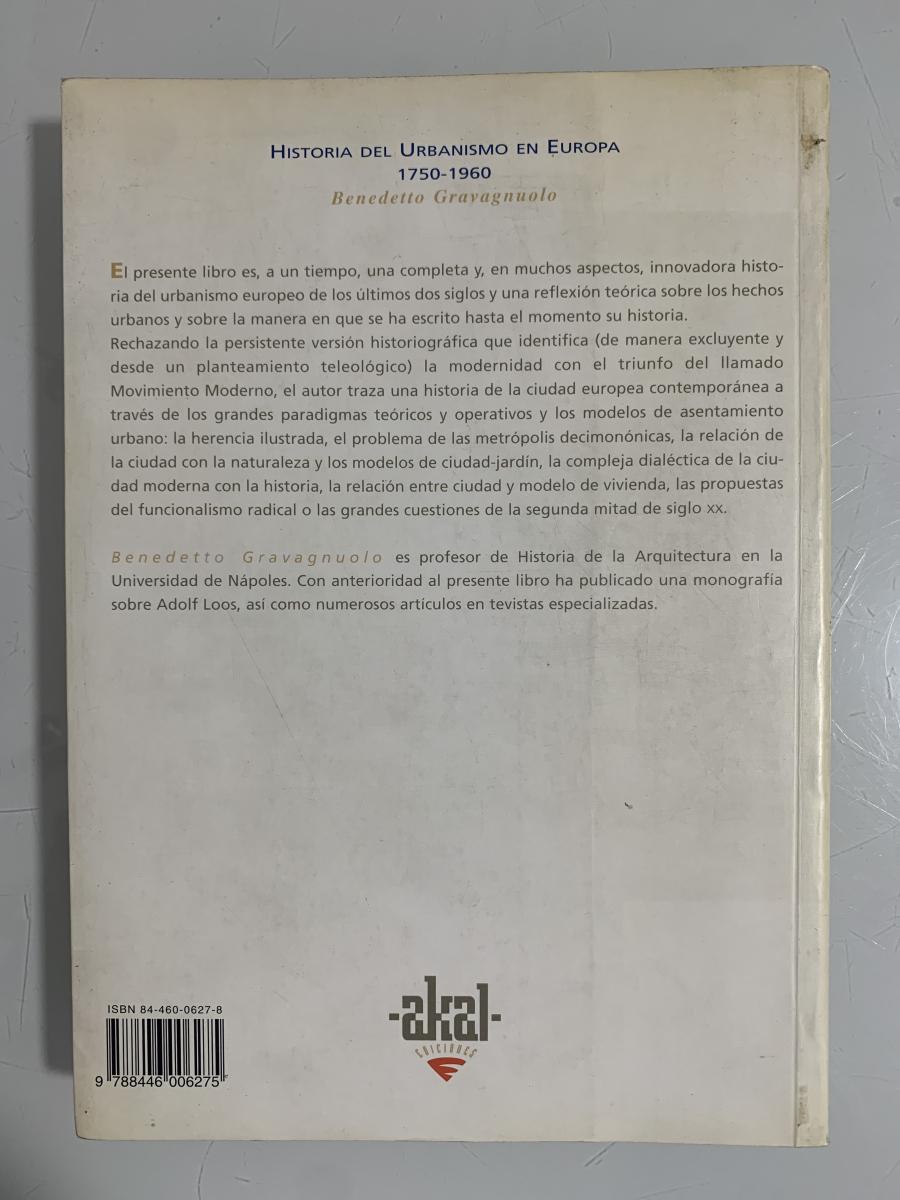 HISTORIA DEL URBANISMO EN EUROPA
1750-1960
Benedetto Gravagnuolo
El presente libro es, a un tiempo, una completa y, en muchos aspectos, innovadora histo-
ria del urbanismo europeo de los últimos dos siglos y una reflexión teórica sobre los hechos
urbanos y sobre la manera en que se ha escrito hasta el momento su historia.
Rechazando la persistente versión historiográfica que identifica (de manera excluyente y
desde un planteamiento teleológico) la modernidad con el triunfo del llamado
Movimiento Moderno, el autor traza una historia de la ciudad europea contemporánea a
través de los grandes paradigmas teóricos y operativos y los modelos de asentamiento
urbano: la herencia ilustrada, el problema de las metrópolis decimonónicas, la relación de
la ciudad con la naturaleza y los modelos de ciudad-jardín, la compleja dialéctica de la ciu-
dad moderna con la historia, la relación entre ciudad y modelo de vivienda, las propuestas
del funcionalismo radical o las grandes cuestiones de la segunda mitad de siglo XX.
Benedetto Gravagnuolo es profesor de Historia de la Arquitectura en la
Universidad de Nápoles. Con anterioridad al presente libro ha publicado una monografía
sobre Adolf Loos, así como numerosos artículos en tevistas especializadas.
ISBN 84-460-0627-8
9 788446 006275
-akal-
EDICIONES